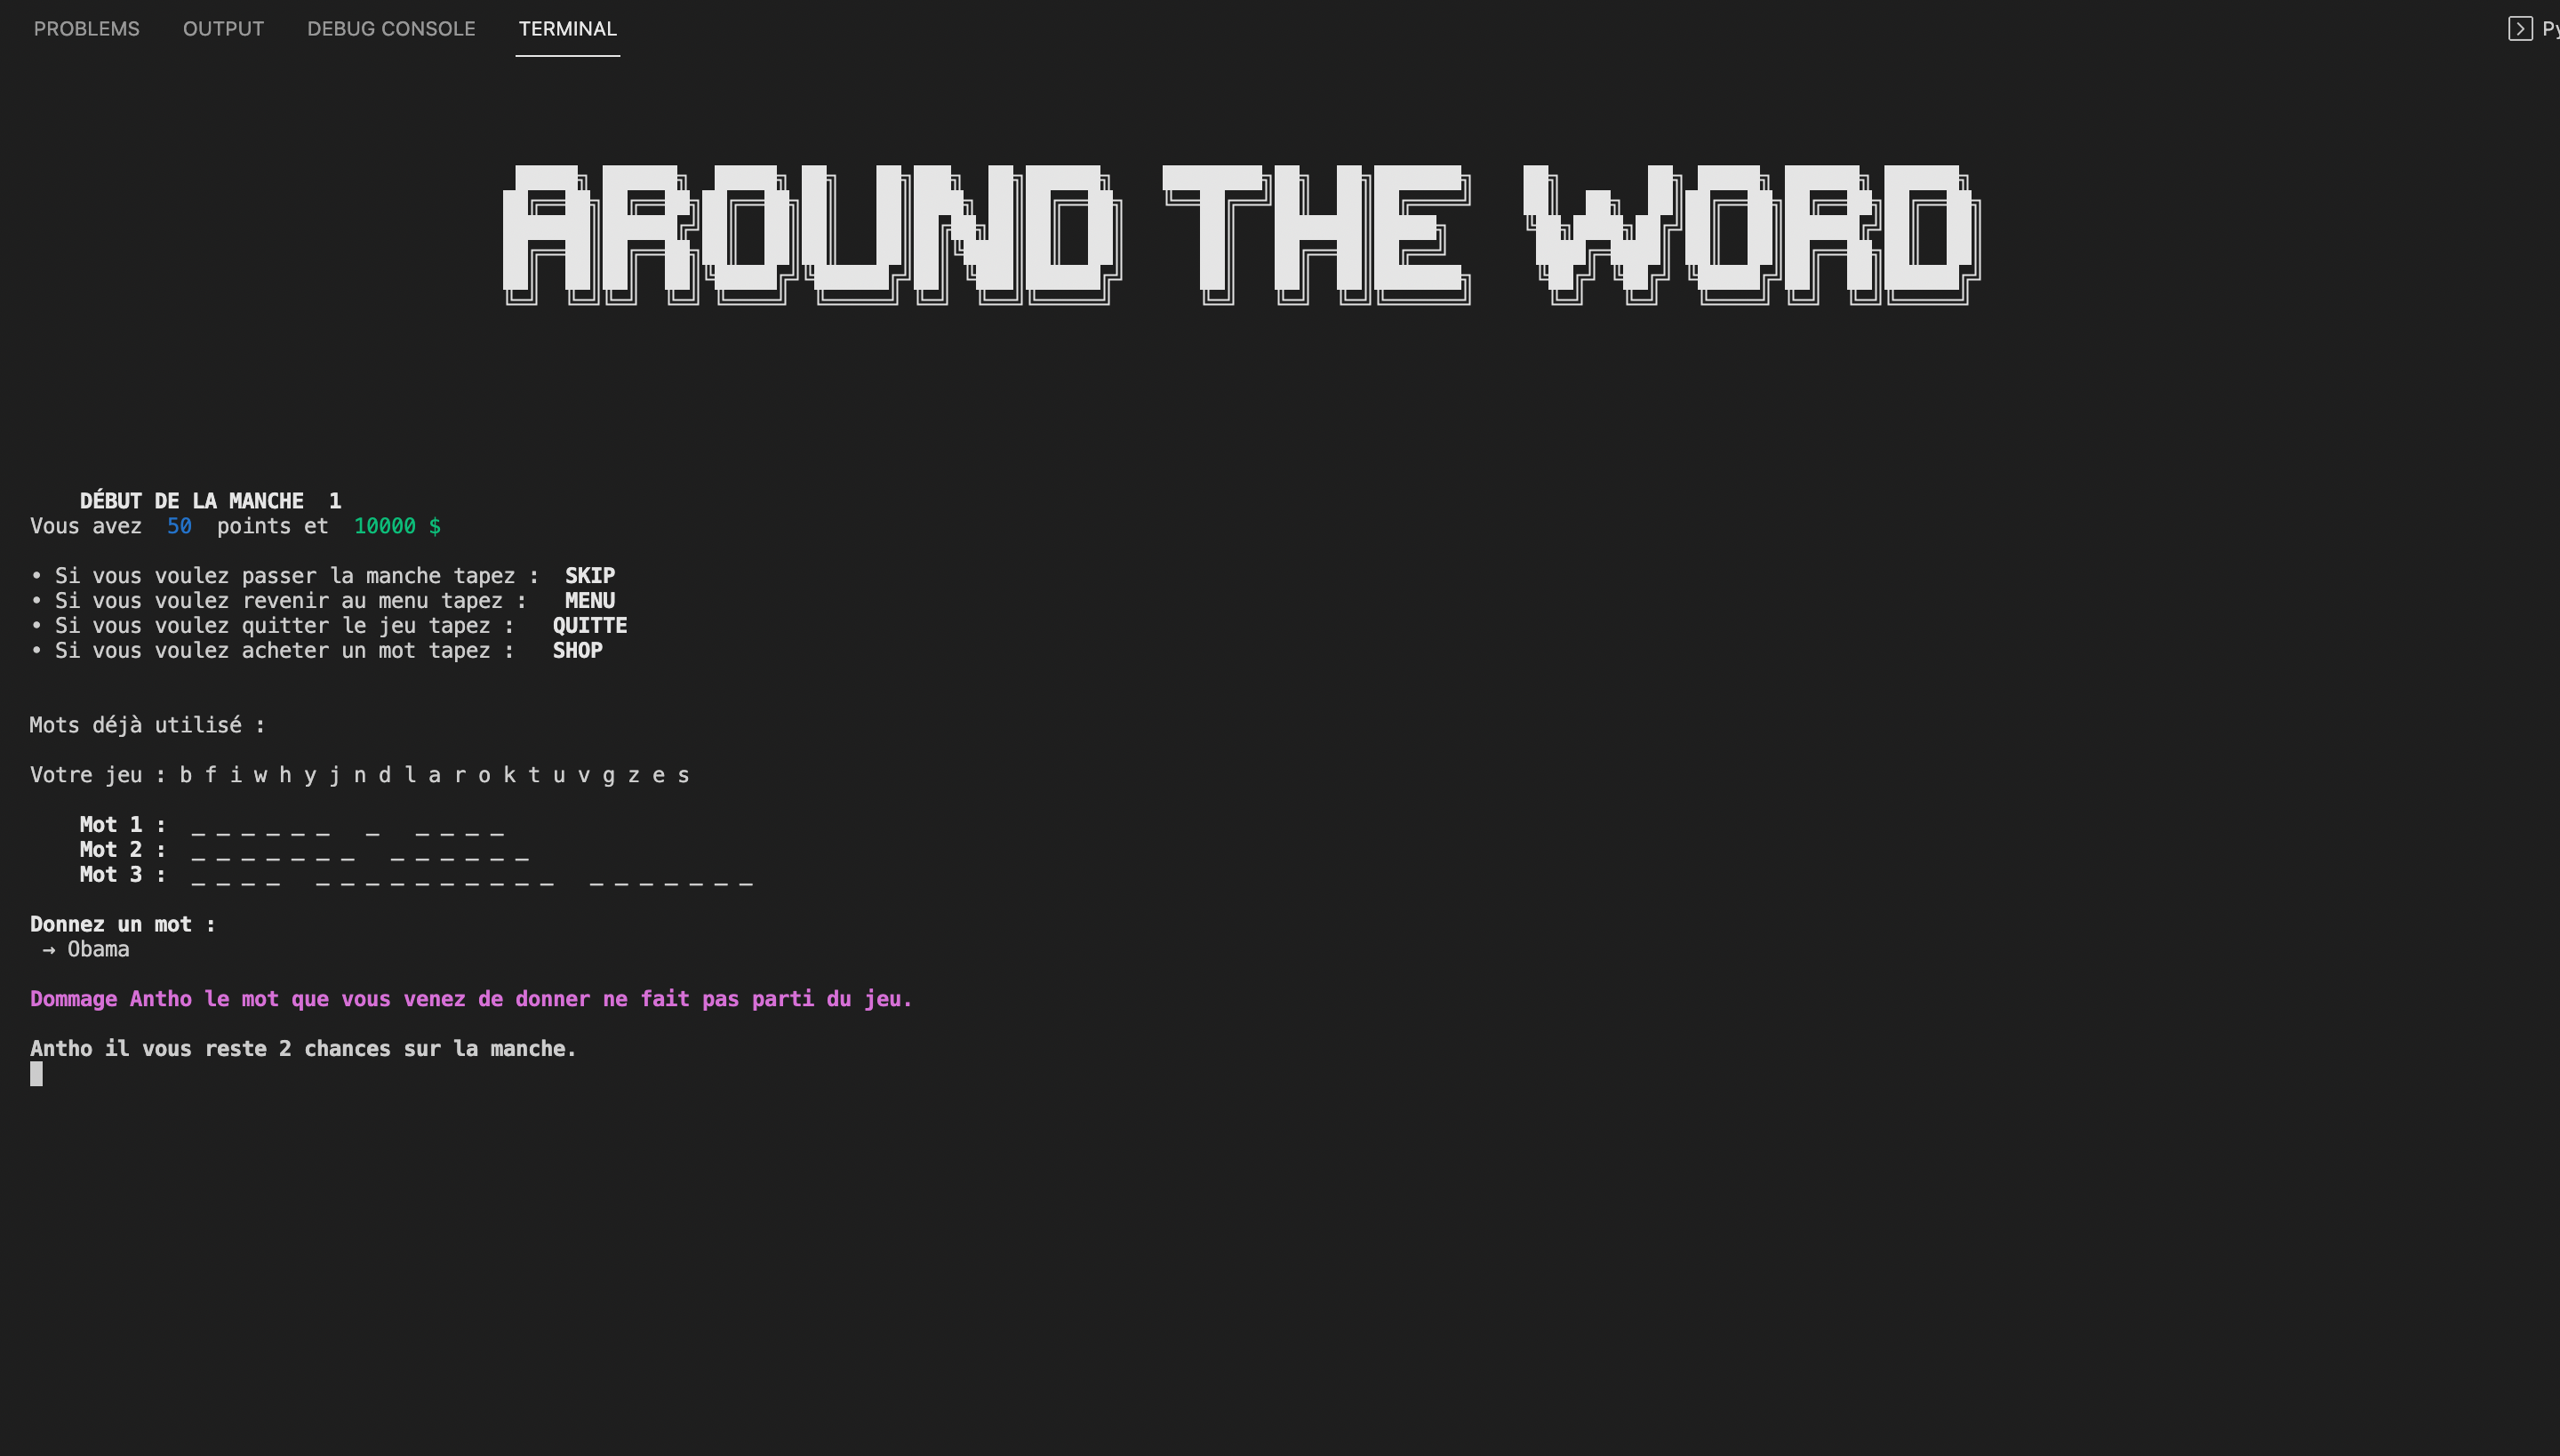 PROBLEMS OUTPUT DEBUG CONSOLE TERMINAL
AROUND THE WORD
DÉBUT DE LA MANCHE 1
Vous avez 50 points et 10000 $
• Si vous voulez passer la manche tapez : SKIP
• Si vous voulez revenir au menu tapez : MENU
• Si vous voulez quitter le jeu tapez : QUITTE
• Si vous voulez acheter un mot tapez : SHOP
Mots déjà utilisé :
Votre jeu : b f i w h y j n d l a r o k t u v g z e s
Mot 1 : _ _ _ _ _ _   _   _ _ _ _
Mot 2 : _ _ _ _ _ _ _   _ _ _ _ _ _
Mot 3 : _ _ _ _   _ _ _ _ _ _ _ _ _ _   _ _ _ _ _ _ _
Donnez un mot :
→ Obama
Dommage Antho le mot que vous venez de donner ne fait pas parti du jeu.
Antho il vous reste 2 chances sur la manche.